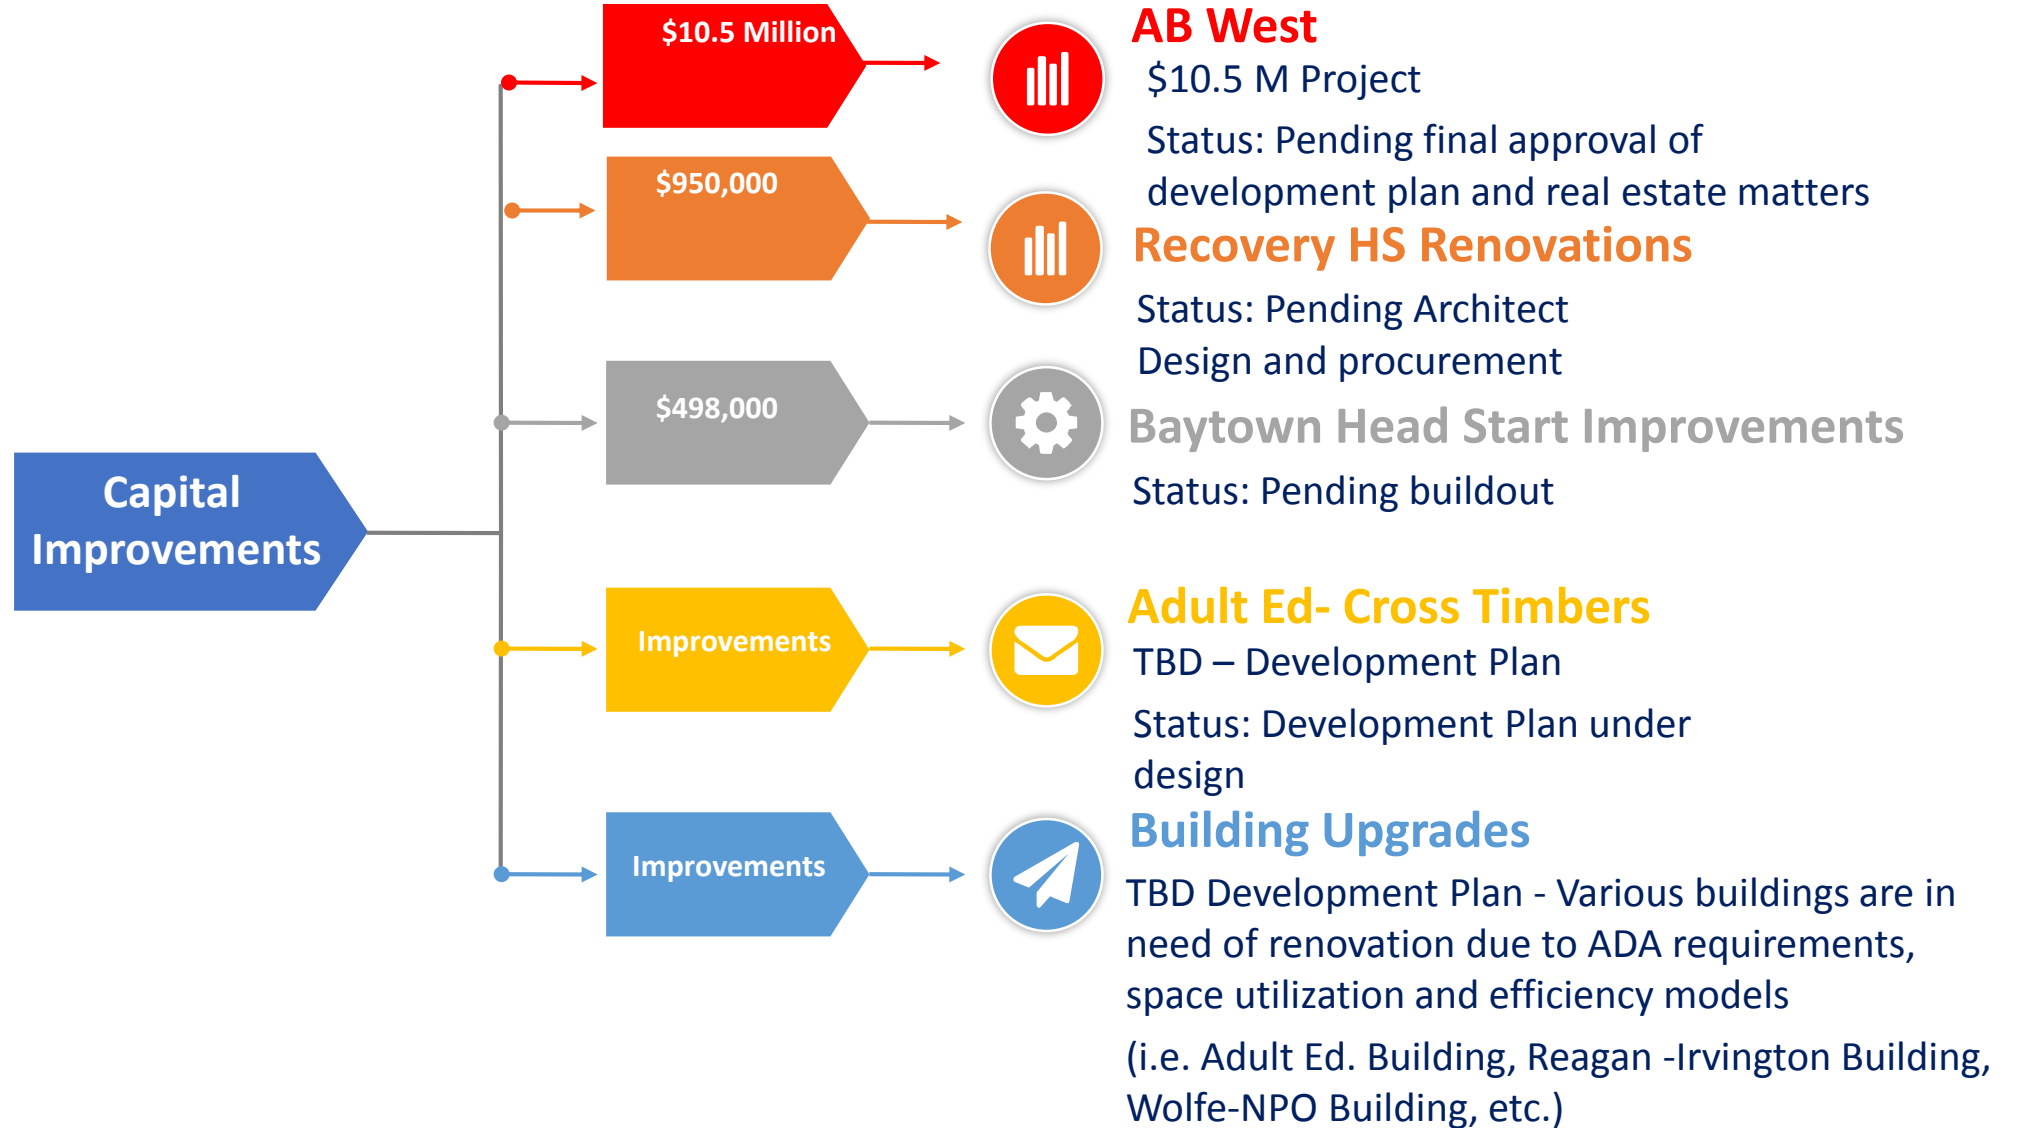 Capital
Improvements
$10.5 Million
AB West
$10.5 M Project
Status: Pending final approval of
development plan and real estate matters
$950,000
Recovery HS Renovations
Status: Pending Architect
Design and procurement
$498,000
Baytown Head Start Improvements
Status: Pending buildout
Improvements
Adult Ed- Cross Timbers
TBD – Development Plan
Status: Development Plan under
design
Improvements
Building Upgrades
TBD Development Plan - Various buildings are in
need of renovation due to ADA requirements,
space utilization and efficiency models
(i.e. Adult Ed. Building, Reagan -Irvington Building,
Wolfe-NPO Building, etc.)